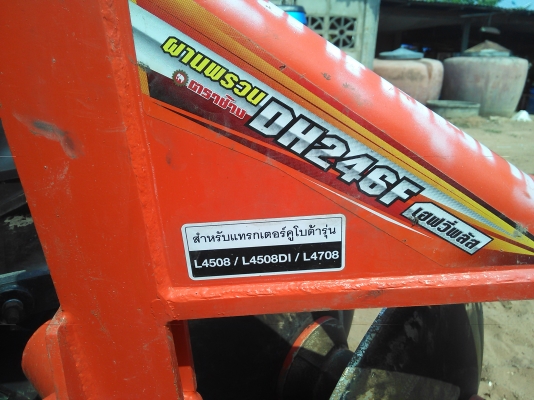 ผานพรวน
ตราช้าง
DH246F
เฮฟวี่พลัส
สำหรับแทรกเตอร์คูโบต้ารุ่น
L4508 / L4508DI / L4708